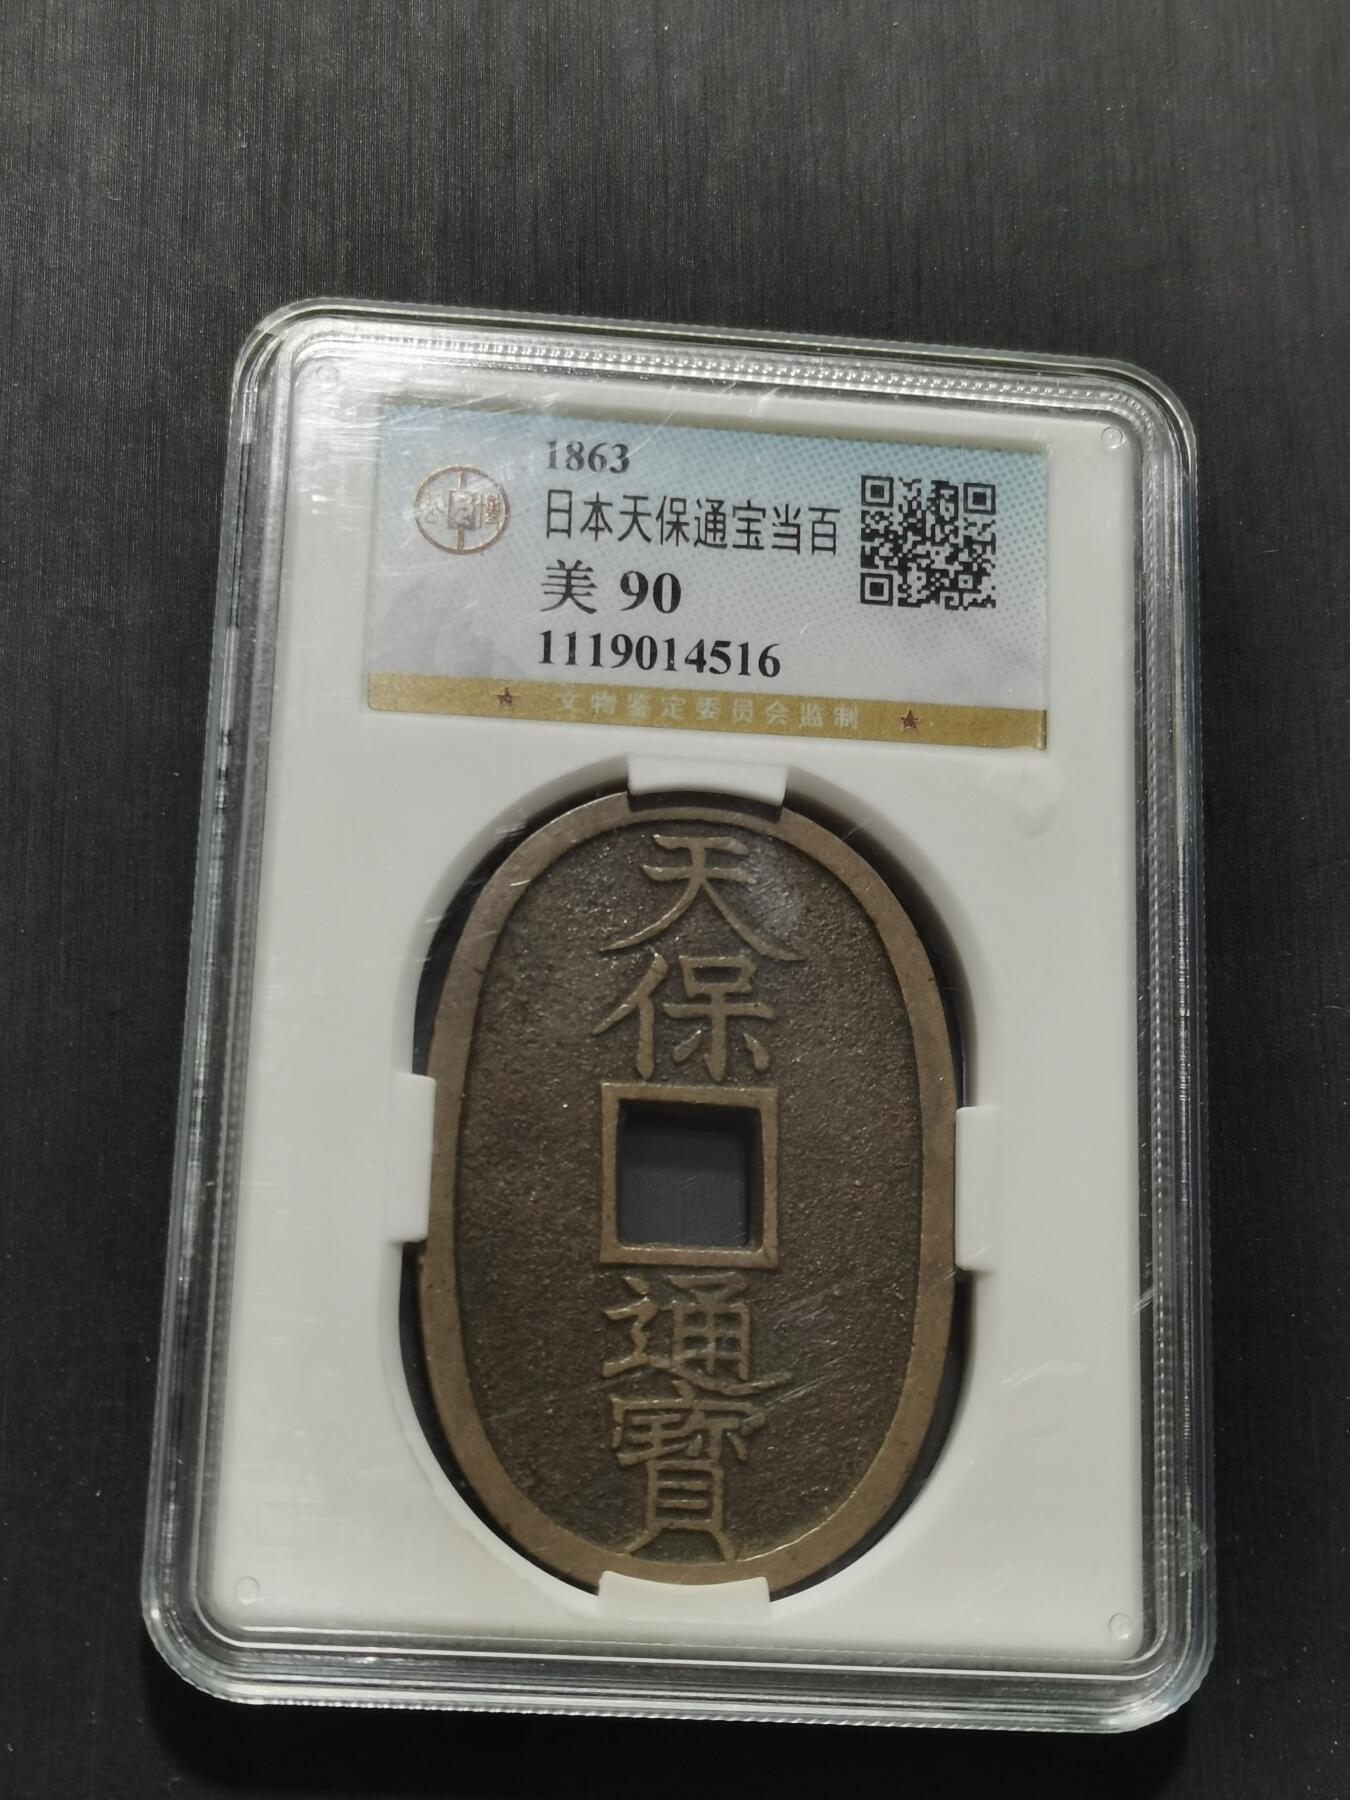 1863
日本天保通宝当百
美 90
1119014516
文物鉴定委员会监制
天
保
通
寳